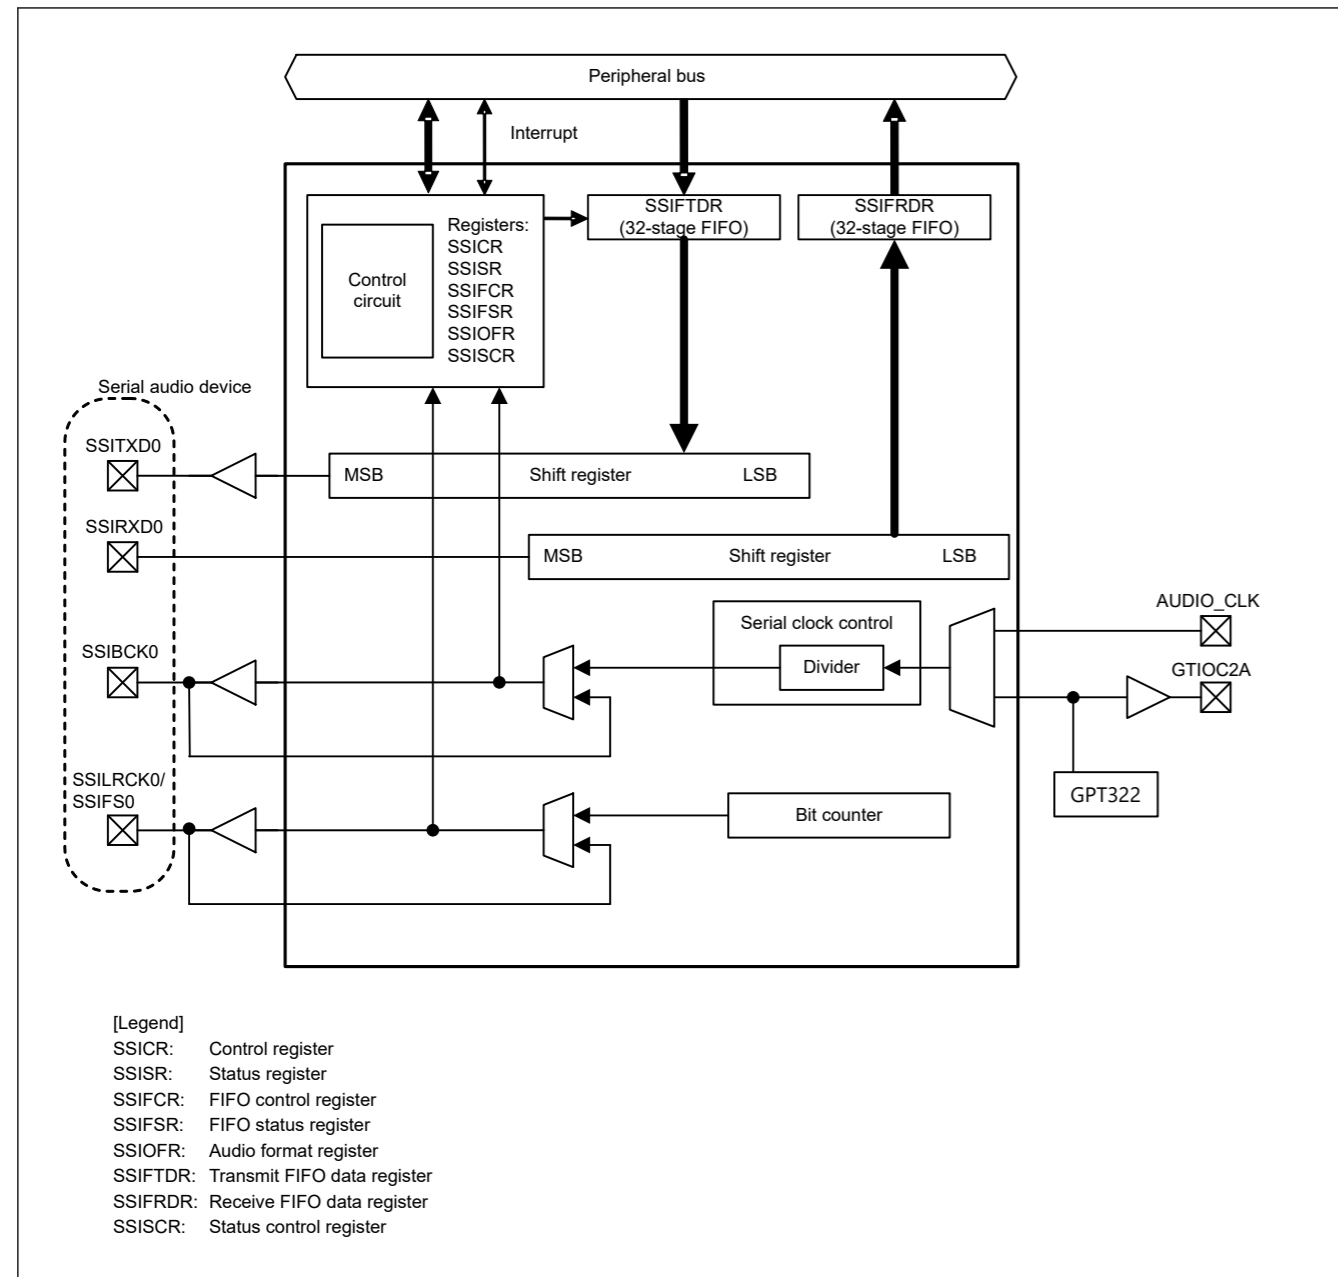 Peripheral bus
Interrupt
Registers:
SSICR
SSISR
SSIFCR
SSIFSR
SSIOFR
SSISCR
Control
circuit
SSIFTDR
(32-stage FIFO)
SSIFRDR
(32-stage FIFO)
Serial audio device
SSITXD0
MSB Shift register LSB
SSIRXD0
MSB Shift register LSB
AUDIO_CLK
Serial clock control
Divider
SSIBCK0
GTIOC2A
SSILRCK0/
SSIFS0
Bit counter
GPT322
[Legend]
SSICR: Control register
SSISR: Status register
SSIFCR: FIFO control register
SSIFSR: FIFO status register
SSIOFR: Audio format register
SSIFTDR: Transmit FIFO data register
SSIFRDR: Receive FIFO data register
SSISCR: Status control register